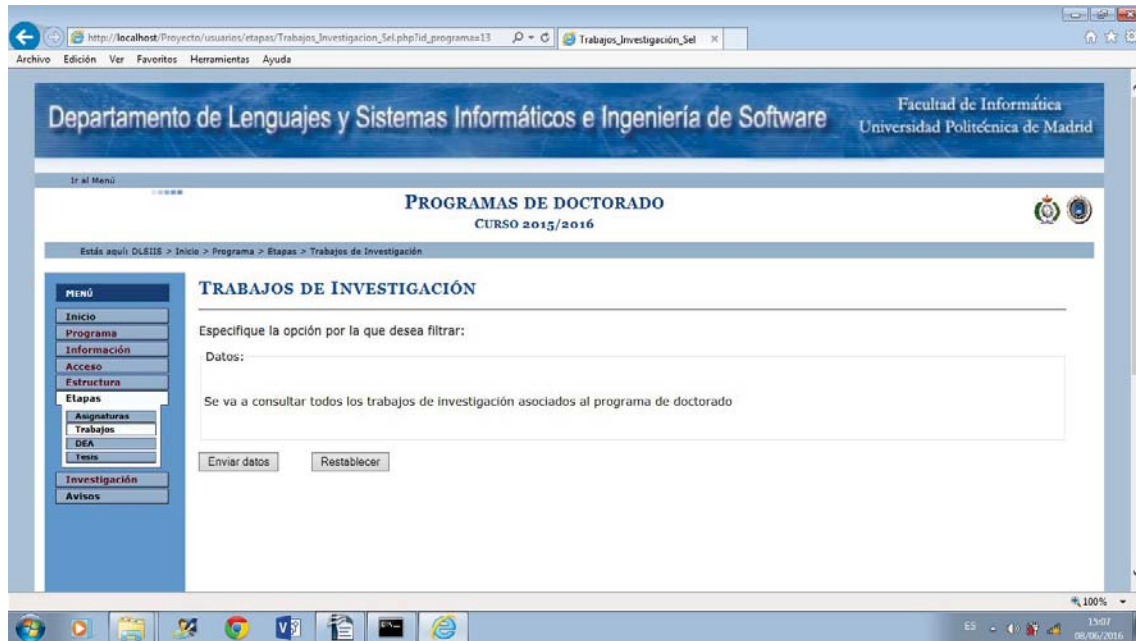 http://localhost/Proyecto/usuarios/etapas/Trabajos_Investigacion_Sel.php?id_programa=13
Trabajos_Investigación_Sel
Archivo Edición Ver Favoritos Herramientas Ayuda
Departamento de Lenguajes y Sistemas Informáticos e Ingeniería de Software
Facultad de Informática
Universidad Politécnica de Madrid
Ir al Menú
PROGRAMAS DE DOCTORADO
CURSO 2015/2016
Estás aquí: DLSIIS > Inicio > Programa > Etapas > Trabajos de Investigación
MENÚ
Inicio
Programa
Información
Acceso
Estructura
Etapas
Asignaturas
Trabajos
DEA
Tesis
Investigación
Avisos
TRABAJOS DE INVESTIGACIÓN
Especifique la opción por la que desea filtrar:
Datos:
Se va a consultar todos los trabajos de investigación asociados al programa de doctorado
Enviar datos Restablecer
100%
ES
15:07
08/06/2016